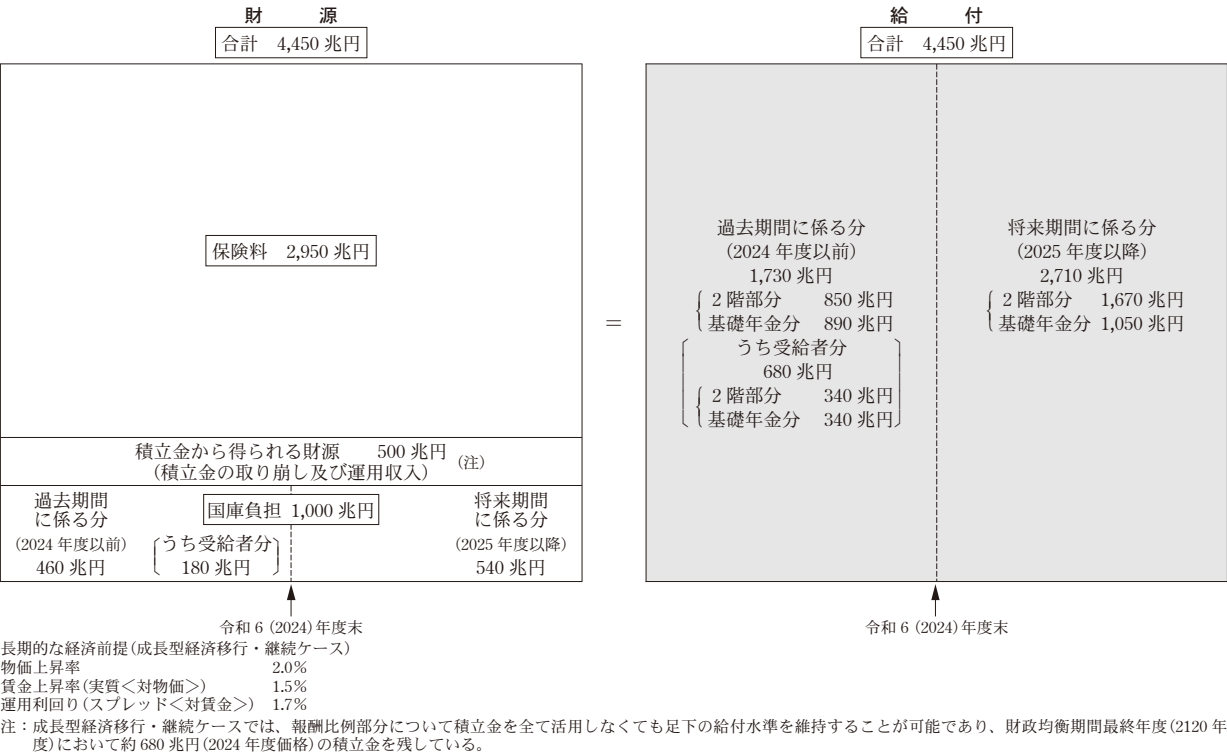 財　源
合計　4,450 兆円
保険料　2,950 兆円
積立金から得られる財源　500 兆円
(積立金の取り崩し及び運用収入)
(注)
国庫負担 1,000 兆円
過去期間
に係る分
(2024 年度以前)
460 兆円
うち受給者分
180 兆円
将来期間
に係る分
(2025 年度以降)
540 兆円
令和 6 (2024)年度末
＝
給　付
合計　4,450 兆円
過去期間に係る分
(2024 年度以前)
1,730 兆円
2 階部分　850 兆円
基礎年金分　890 兆円
うち受給者分
680 兆円
2 階部分　340 兆円
基礎年金分　340 兆円
将来期間に係る分
(2025 年度以降)
2,710 兆円
2 階部分　1,670 兆円
基礎年金分 1,050 兆円
令和 6 (2024)年度末
長期的な経済前提(成長型経済移行・継続ケース)
物価上昇率　2.0%
賃金上昇率(実質＜対物価＞)　1.5%
運用利回り(スプレッド＜対賃金＞)　1.7%
注：成長型経済移行・継続ケースでは、報酬比例部分について積立金を全て活用しなくても足下の給付水準を維持することが可能であり、財政均衡期間最終年度(2120 年
度)において約 680 兆円(2024 年度価格)の積立金を残している。